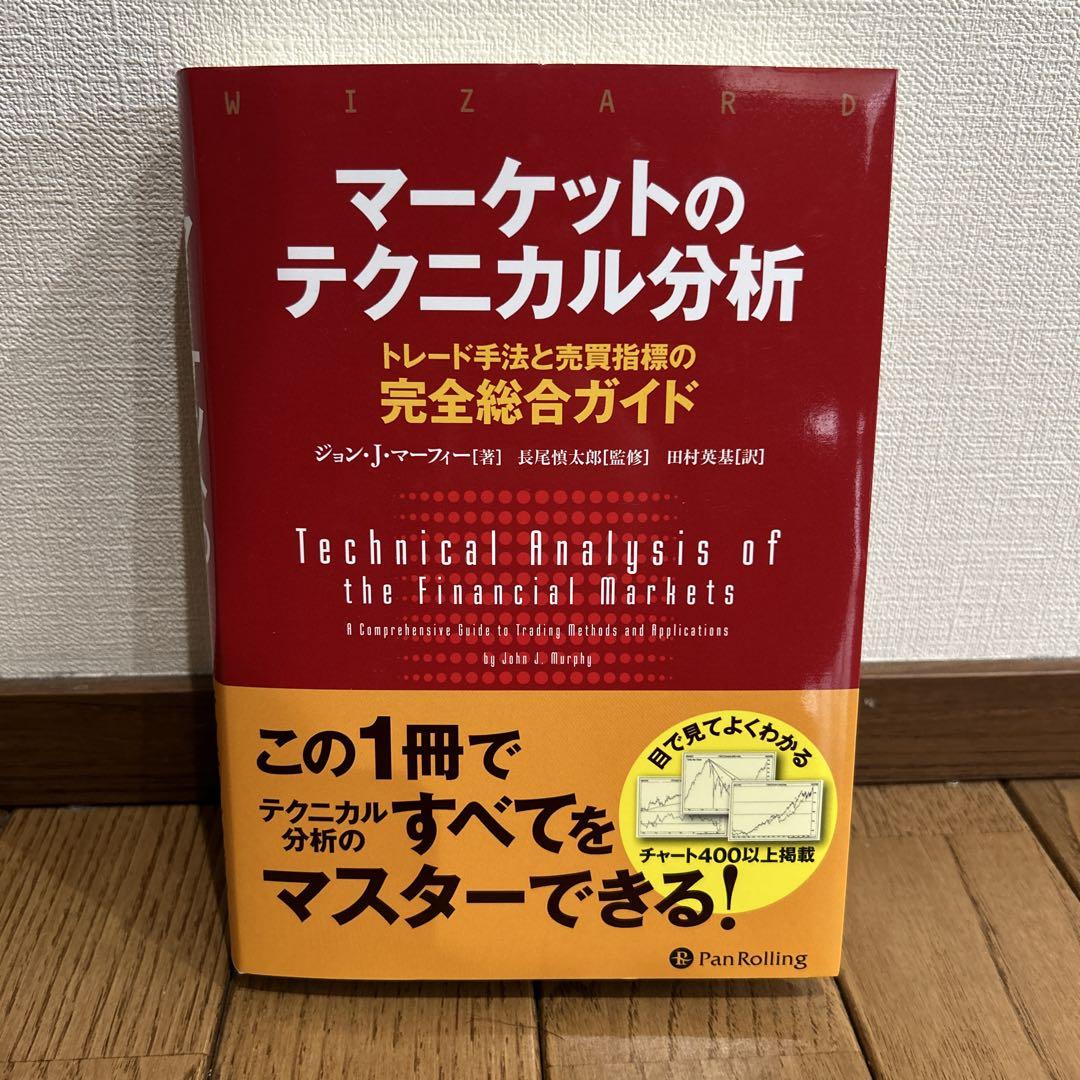 WIZARD
マーケットの
テクニカル分析
トレード手法と売買指標の
完全総合ガイド
ジョン・J・マーフィー[著] 長尾慎太郎[監修] 田村英基[訳]
Technical Analysis of
the Financial Markets
A Comprehensive Guide to Trading Methods and Applications
by John J. Murphy
この1冊で
テクニカル
分析の
すべてを
マスターできる!
目で見てよくわかる
チャート400以上掲載
PanRolling